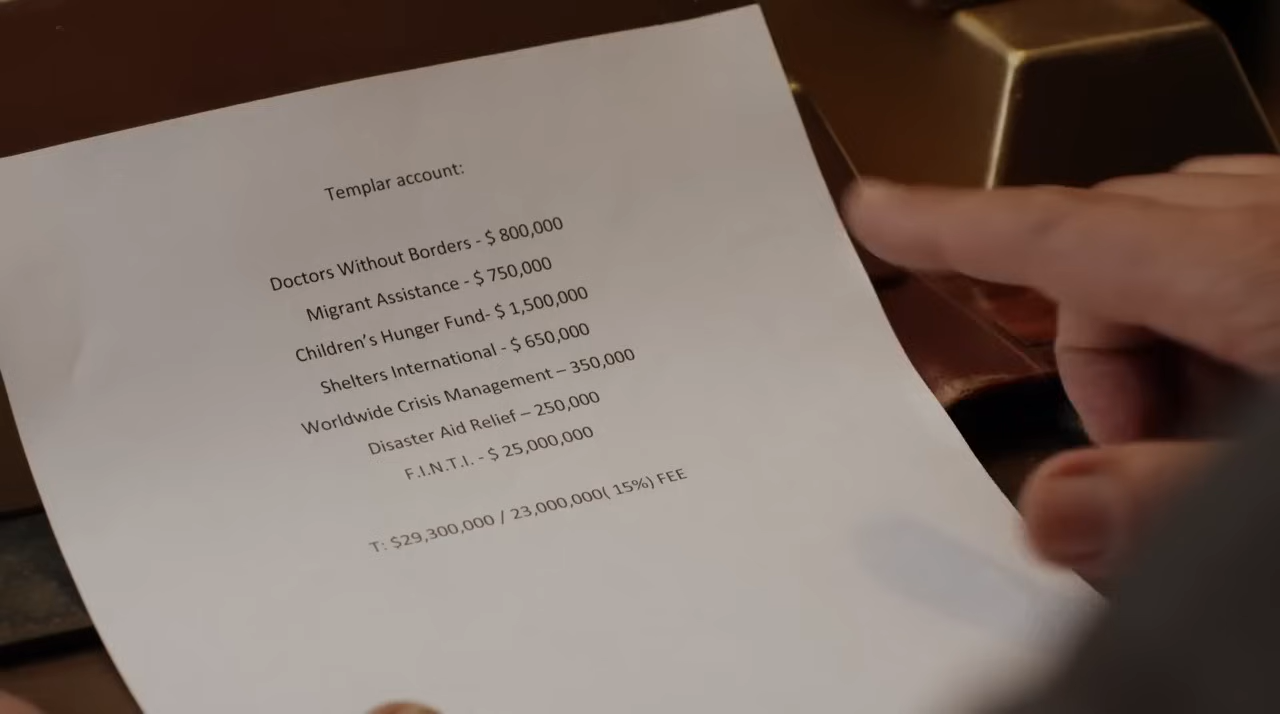 Templar account:
Doctors Without Borders - $ 800,000
Migrant Assistance - $ 750,000
Children's Hunger Fund- $ 1,500,000
Shelters International - $ 650,000
Worldwide Crisis Management – 350,000
Disaster Aid Relief – 250,000
F.I.N.T.I. - $ 25,000,000
T: $29,300,000 / 23,000,000( 15%) FEE